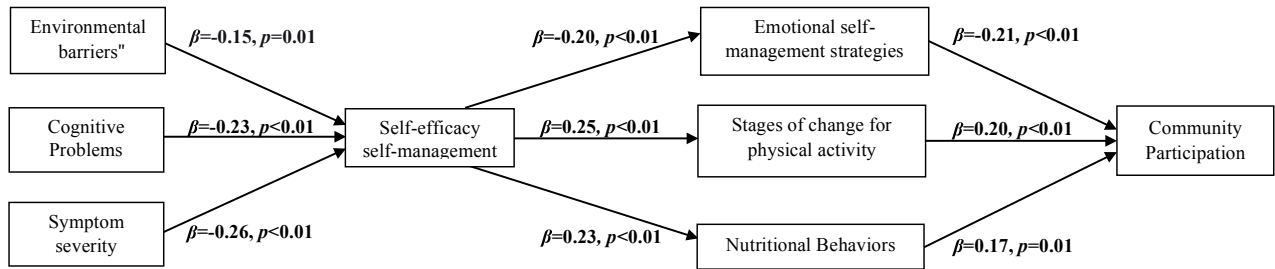 Environmental
barriers"
β=-0.15, p=0.01
Cognitive
Problems
β=-0.23, p<0.01
Symptom
severity
β=-0.26, p<0.01
Self-efficacy
self-management
β=-0.20, p<0.01
β=0.25, p<0.01
β=0.23, p<0.01
Emotional self-
management strategies
Stages of change for
physical activity
Nutritional Behaviors
β=-0.21, p<0.01
β=0.20, p<0.01
β=0.17, p=0.01
Community
Participation